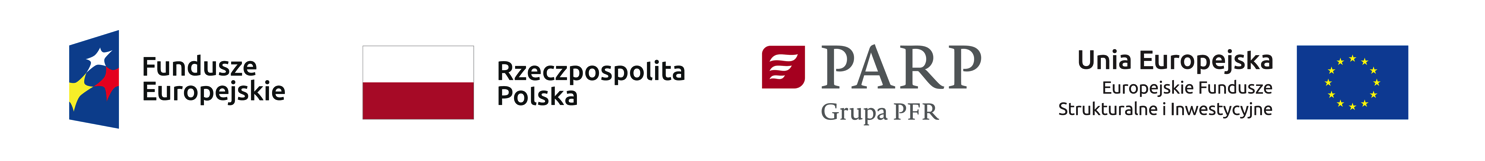 Fundusze
Europejskie
Rzeczpospolita
Polska
PARP
Grupa PFR
Unia Europejska
Europejskie Fundusze
Strukturalne i Inwestycyjne